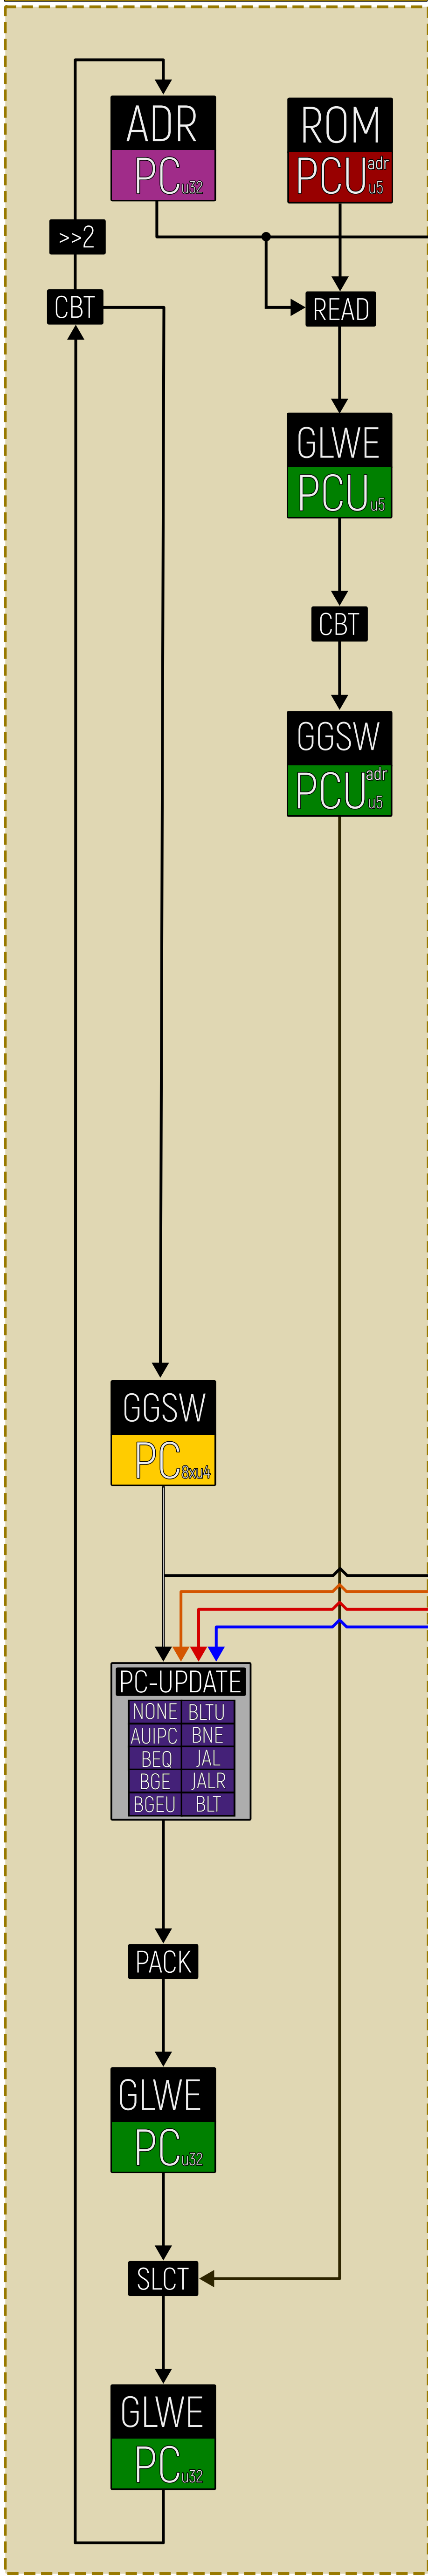 ADR
PC u32
ROM
PCU adr u5
>>2
CBT
READ
GLWE
PCU u5
CBT
GGSW
PCU adr u5
GGSW
PC 8xu4
PC-UPDATE
NONE BLTU
AUIPC BNE
BEQ JAL
BGE JALR
BGEU BLT
PACK
GLWE
PC u32
SLCT
GLWE
PC u32